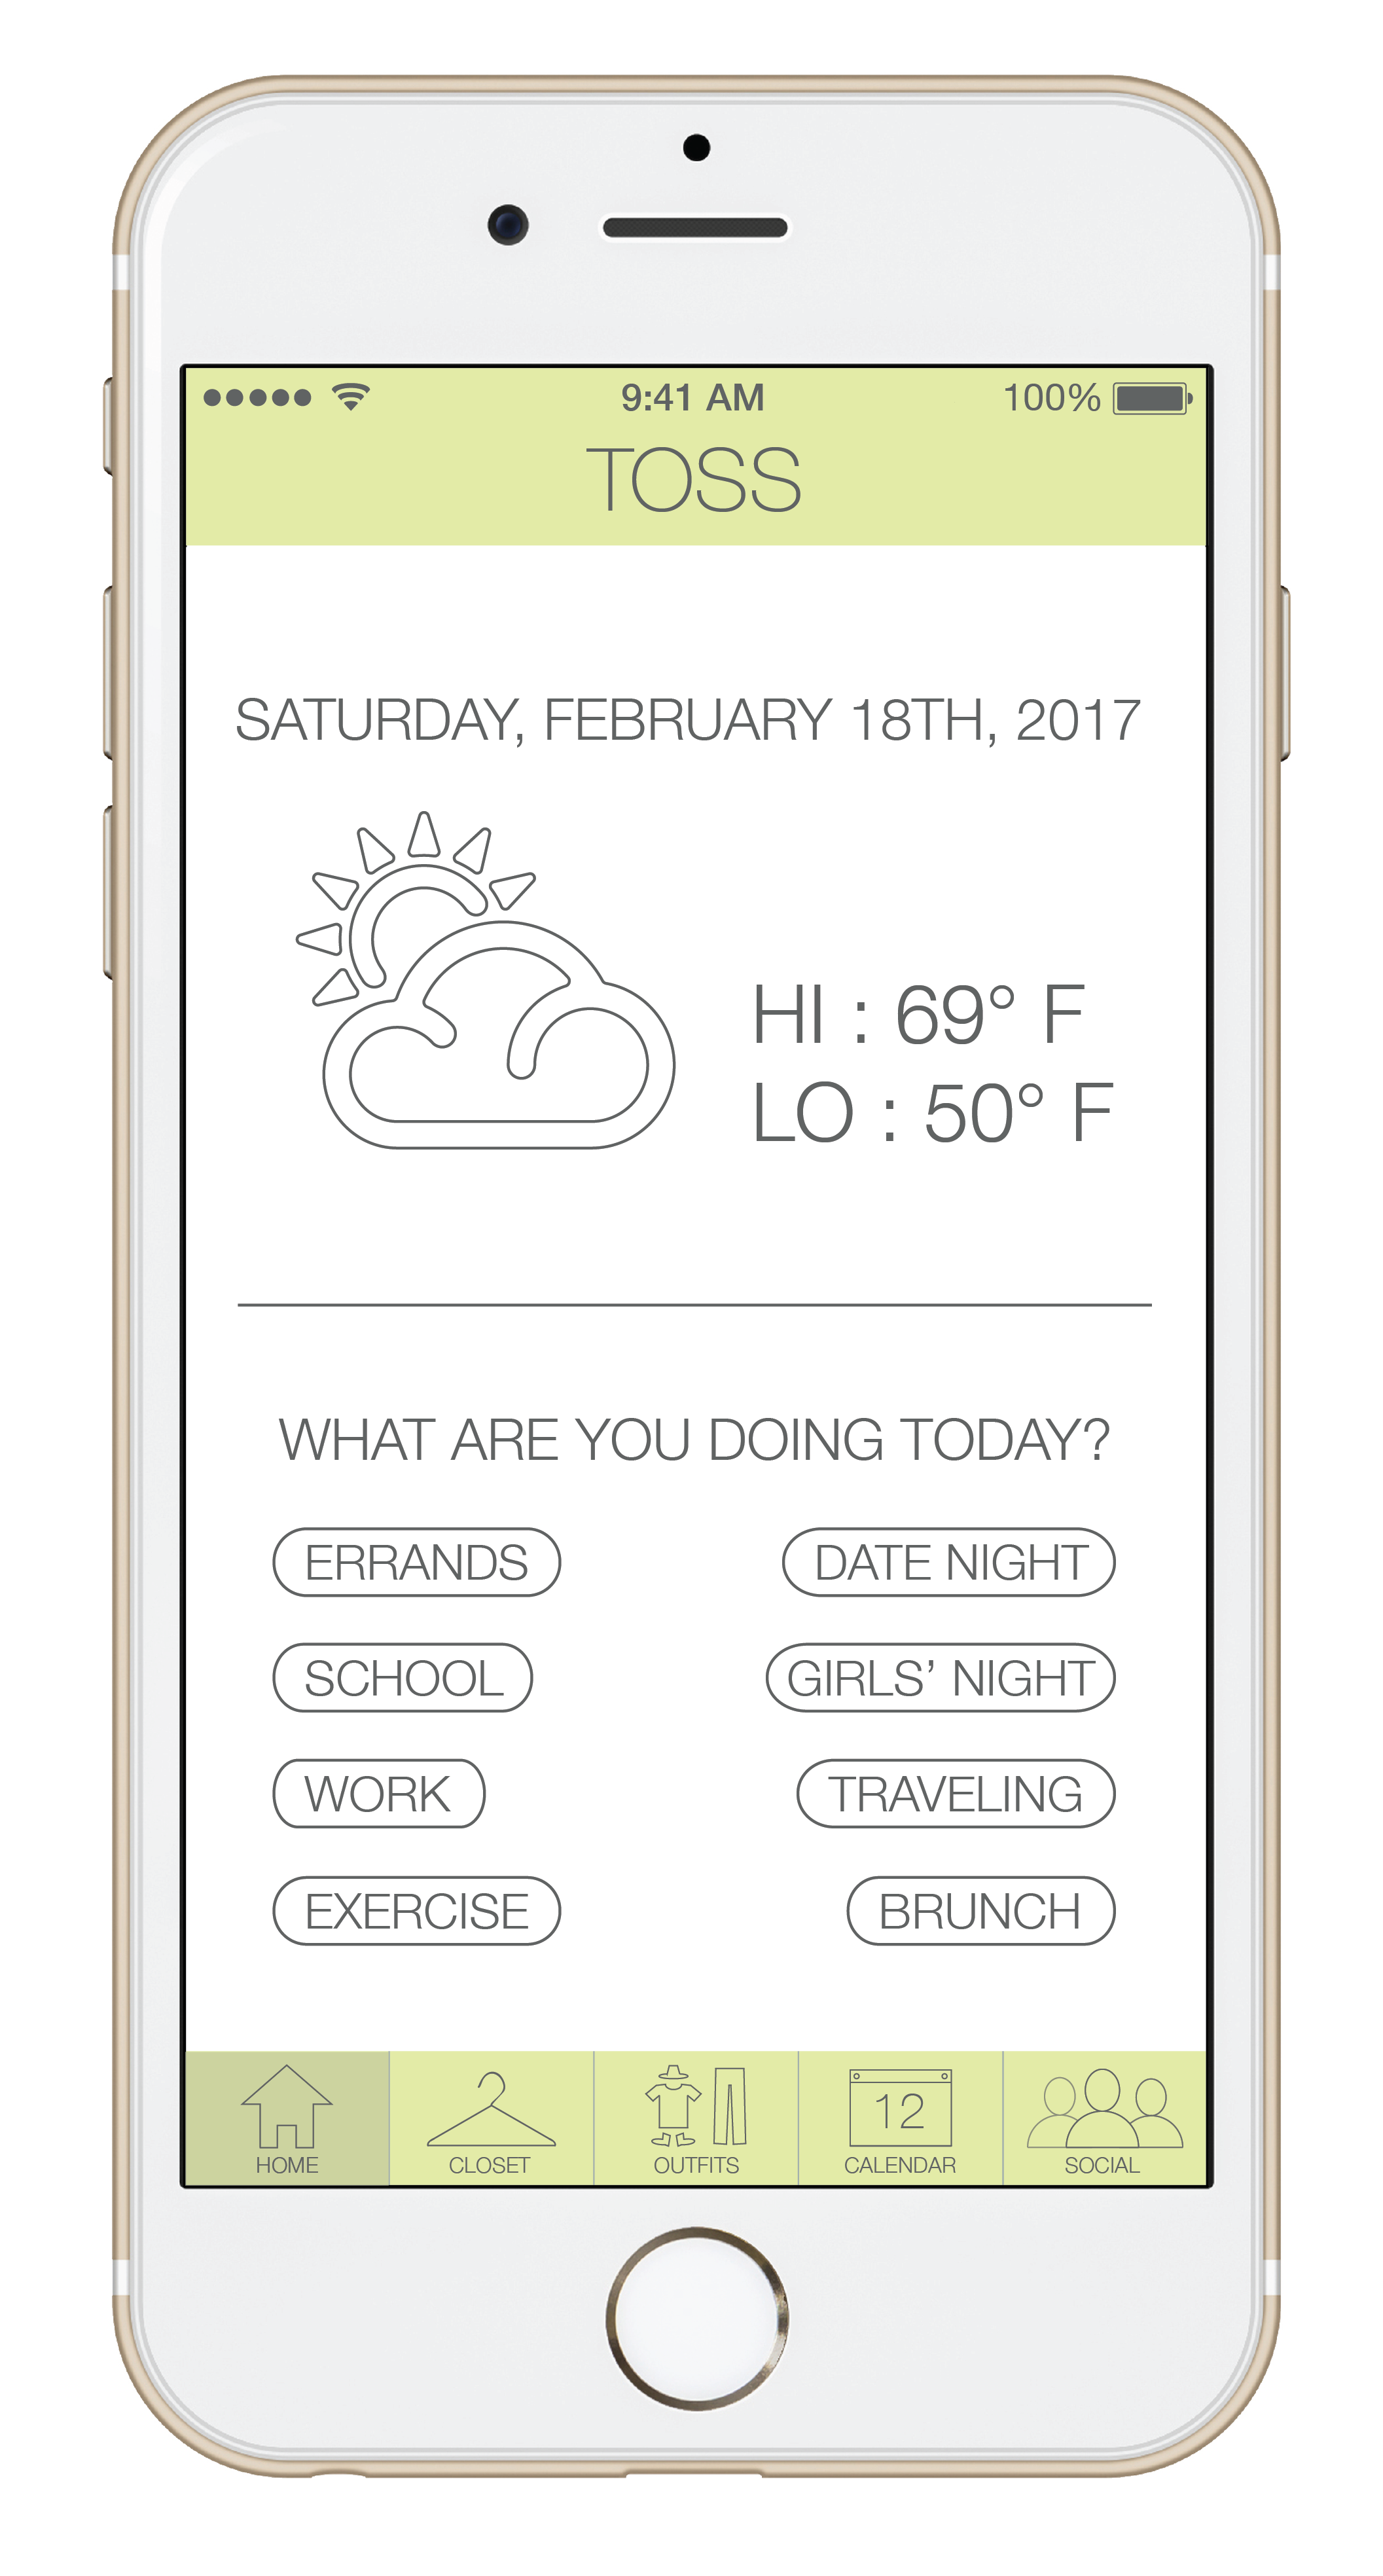 9:41 AM 100%
TOSS
SATURDAY, FEBRUARY 18TH, 2017
HI : 69° F
LO : 50° F
WHAT ARE YOU DOING TODAY?
ERRANDS DATE NIGHT
SCHOOL GIRLS’ NIGHT
WORK TRAVELING
EXERCISE BRUNCH
12
HOME CLOSET OUTFITS CALENDAR SOCIAL